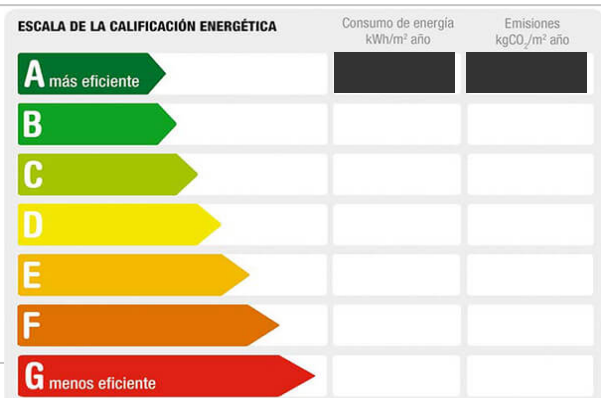 ESCALA DE LA CALIFICACIÓN ENERGÉTICA
Consumo de energía
kWh/m² año
Emisiones
kgCO₂/m² año
A más eficiente
B
C
D
E
F
G menos eficiente